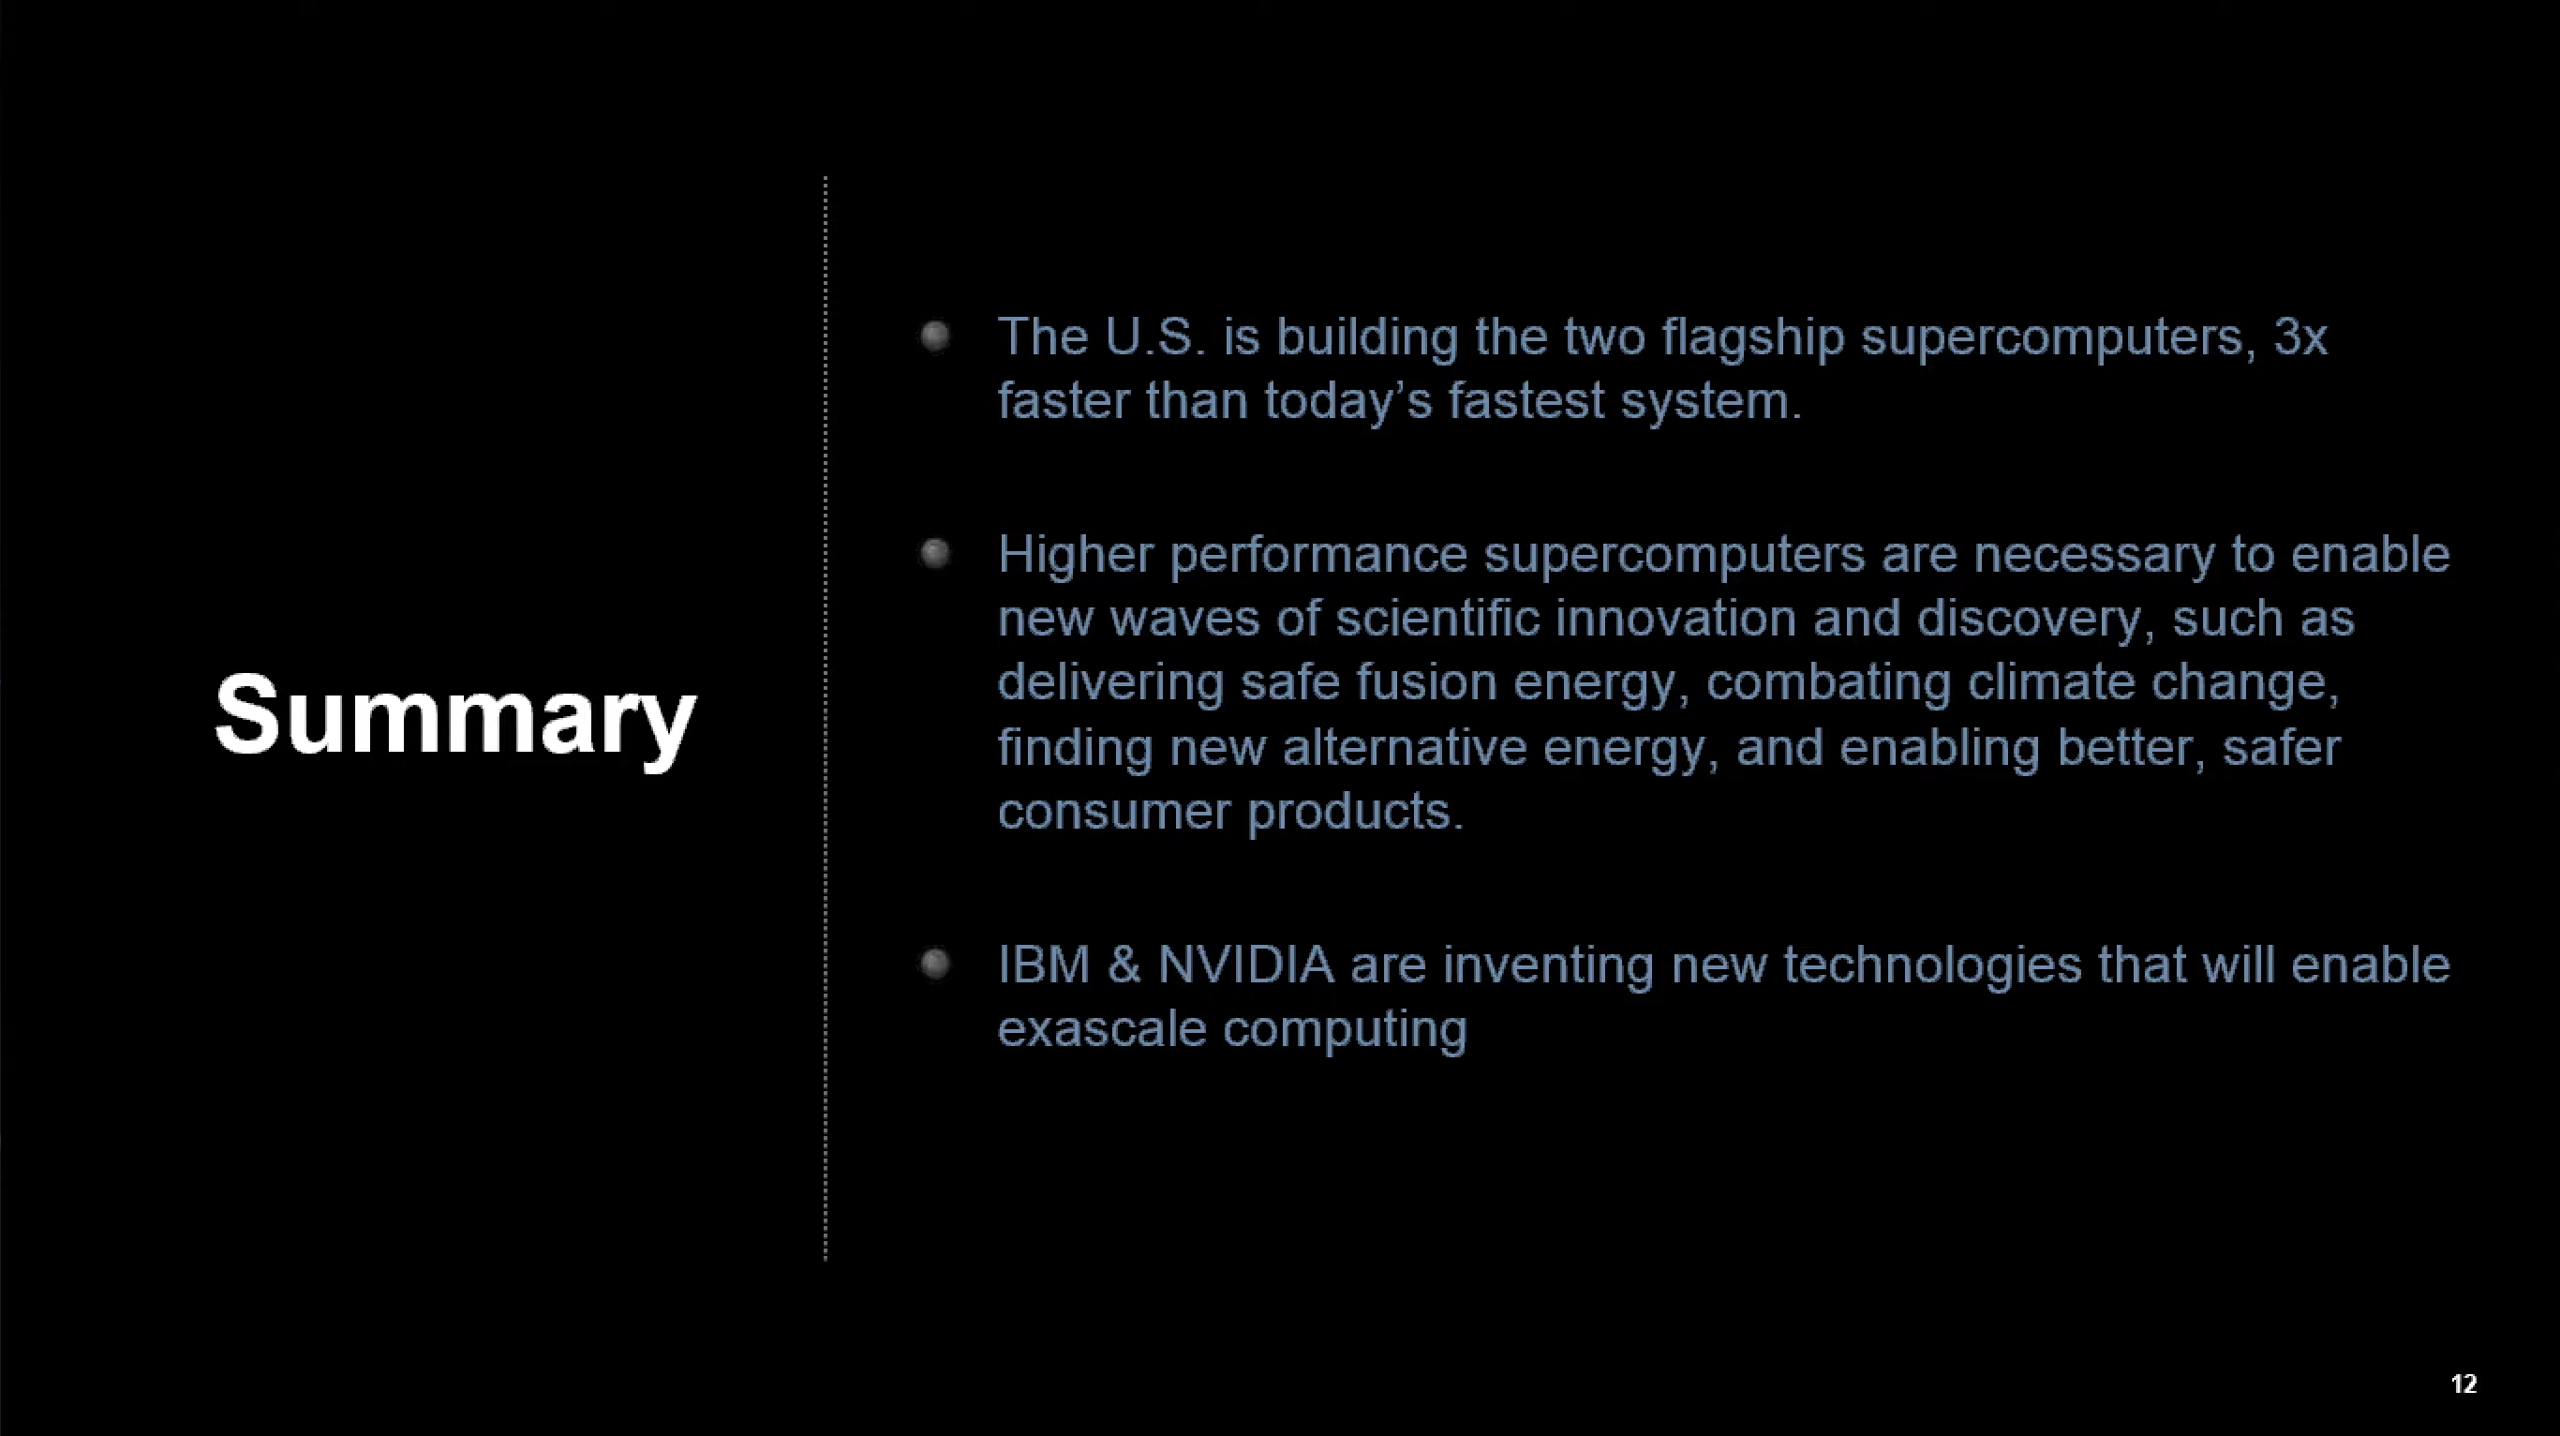 Summary
The U.S. is building the two flagship supercomputers, 3x
faster than today’s fastest system.
Higher performance supercomputers are necessary to enable
new waves of scientific innovation and discovery, such as
delivering safe fusion energy, combating climate change,
finding new alternative energy, and enabling better, safer
consumer products.
IBM & NVIDIA are inventing new technologies that will enable
exascale computing
12